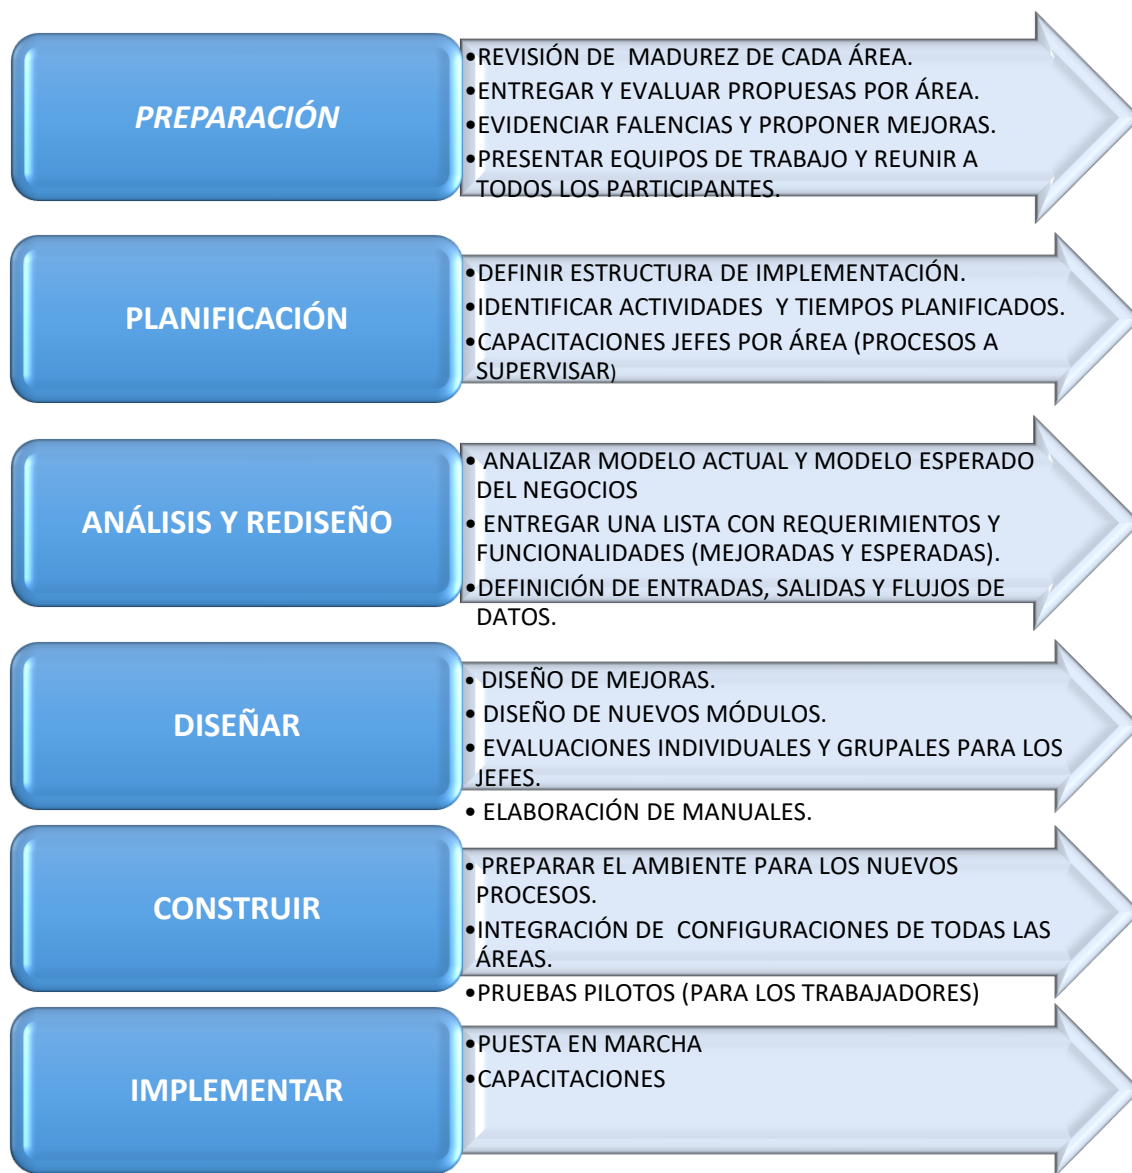 PREPARACIÓN
•REVISIÓN DE  MADUREZ DE CADA ÁREA.
•ENTREGAR Y EVALUAR PROPUESAS POR ÁREA.
•EVIDENCIAR FALENCIAS Y PROPONER MEJORAS.
•PRESENTAR EQUIPOS DE TRABAJO Y REUNIR A
TODOS LOS PARTICIPANTES.
PLANIFICACIÓN
•DEFINIR ESTRUCTURA DE IMPLEMENTACIÓN.
•IDENTIFICAR ACTIVIDADES  Y TIEMPOS PLANIFICADOS.
•CAPACITACIONES JEFES POR ÁREA (PROCESOS A
SUPERVISAR)
ANÁLISIS Y REDISEÑO
• ANALIZAR MODELO ACTUAL Y MODELO ESPERADO
DEL NEGOCIOS
• ENTREGAR UNA LISTA CON REQUERIMIENTOS Y
FUNCIONALIDADES (MEJORADAS Y ESPERADAS).
•DEFINICIÓN DE ENTRADAS, SALIDAS Y FLUJOS DE
DATOS.
DISEÑAR
• DISEÑO DE MEJORAS.
• DISEÑO DE NUEVOS MÓDULOS.
• EVALUACIONES INDIVIDUALES Y GRUPALES PARA LOS
JEFES.
• ELABORACIÓN DE MANUALES.
CONSTRUIR
• PREPARAR EL AMBIENTE PARA LOS NUEVOS
PROCESOS.
•INTEGRACIÓN DE  CONFIGURACIONES DE TODAS LAS
ÁREAS.
•PRUEBAS PILOTOS (PARA LOS TRABAJADORES)
IMPLEMENTAR
•PUESTA EN MARCHA
•CAPACITACIONES